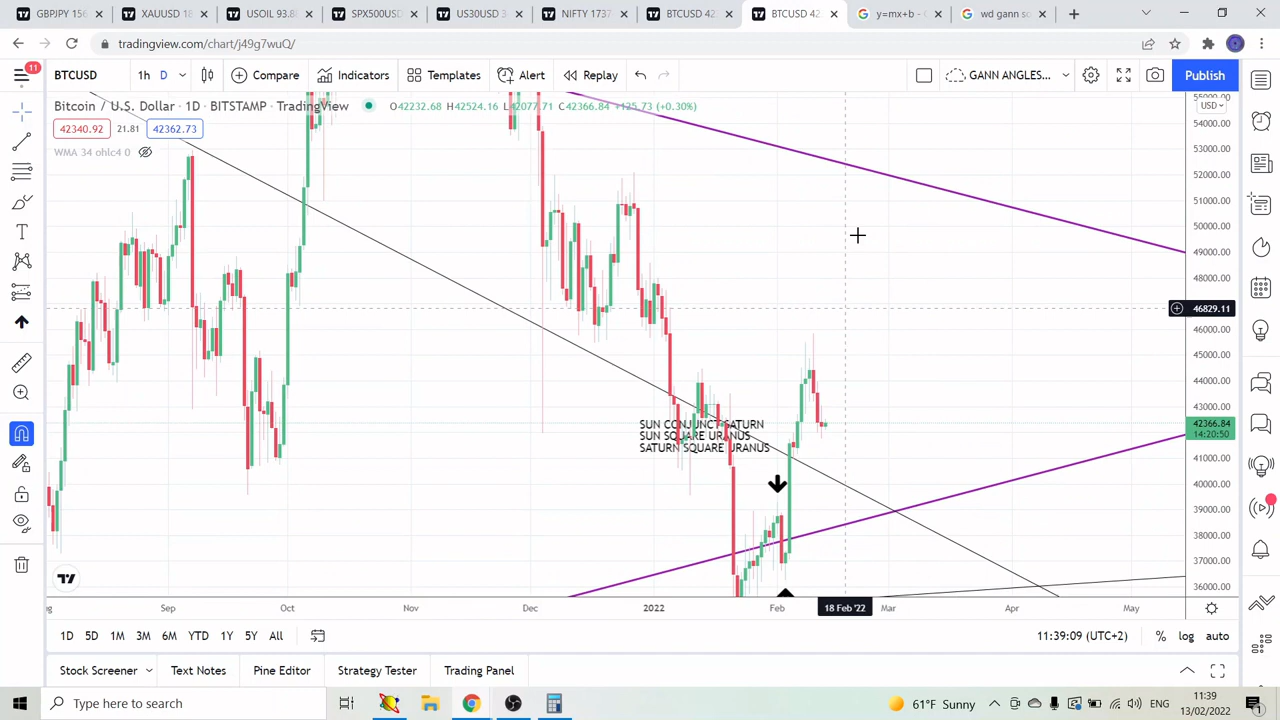 GBPJPY 156
XAUUSD 18
USOIL 93.8
SPX500USD
US30USD 3
NIFTY 1737
BTCUSD 42
BTCUSD 42
y=mx+b - G
wd gann sq
tradingview.com/chart/j49g7wuQ/
11
BTCUSD
1h
D
Compare
Indicators
Templates
Alert
Replay
GANN ANGLES...
Publish
Bitcoin / U.S. Dollar · 1D · BITSTAMP · TradingView
O42232.68 H42524.16 L42077.71 C42366.84 +125.73 (+0.30%)
42340.92
21.81
42362.73
WMA 34 ohlc4 0
55000.00
USD
54000.00
53000.00
52000.00
51000.00
50000.00
49000.00
48000.00
46829.11
46000.00
45000.00
44000.00
43000.00
42366.84
14:20:50
41000.00
40000.00
39000.00
38000.00
37000.00
36000.00
SUN CONJUNCT SATURN
SUN SQUARE URANUS
SATURN SQUARE URANUS
Sep
Oct
Nov
Dec
2022
Feb
18 Feb '22
Mar
Apr
May
1D
5D
1M
3M
6M
YTD
1Y
5Y
All
11:39:09 (UTC+2)
%
log
auto
Stock Screener
Text Notes
Pine Editor
Strategy Tester
Trading Panel
Type here to search
61°F Sunny
ENG
11:39
13/02/2022
1